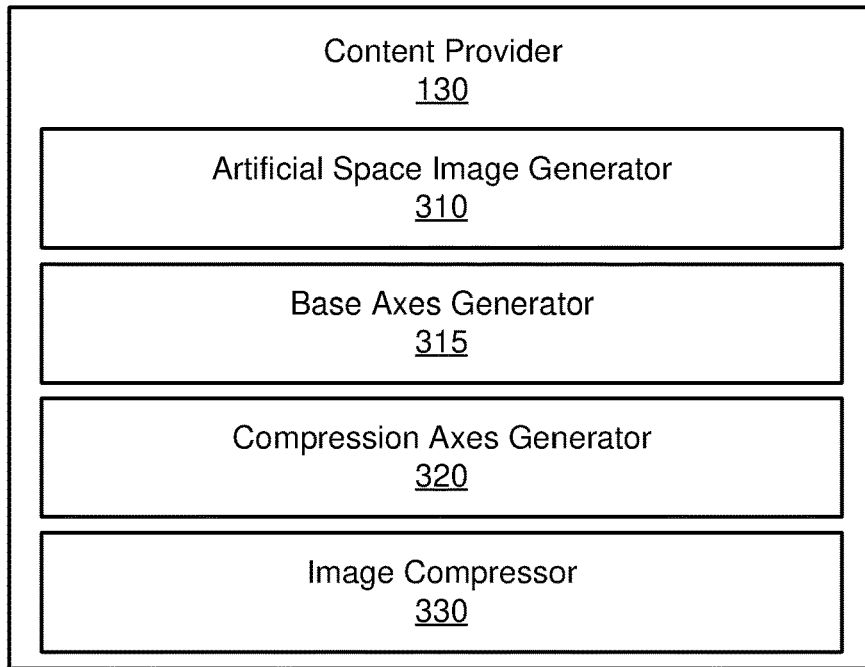 Content Provider
130
Artificial Space Image Generator
310
Base Axes Generator
315
Compression Axes Generator
320
Image Compressor
330